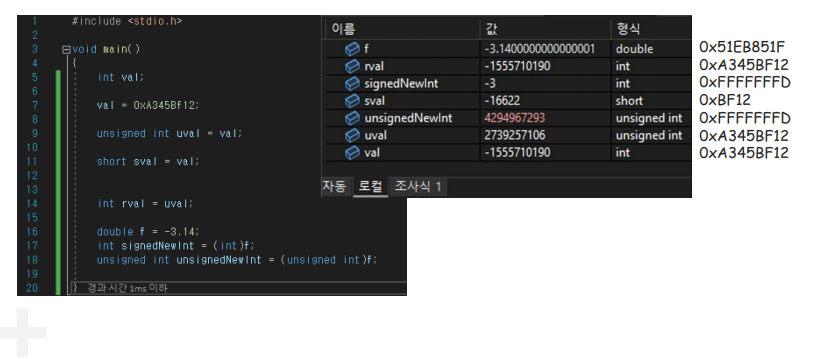 1 #include <stdio.h>
2
3 void main()
4 {
5 int val;
6
7 val = 0xA345BF12;
8
9 unsigned int uval = val;
10
11 short sval = val;
12
13
14 int rval = uval;
15
16 double f = -3.14;
17 int signedNewInt = (int)f;
18 unsigned int unsignedNewInt = (unsigned int)f;
19
20 } 경과 시간 1ms 이하
이름 값 형식
f -3.1400000000000001 double 0x51EB851F
rval -1555710190 int 0xA345BF12
signedNewInt -3 int 0xFFFFFFFD
sval -16622 short 0xBF12
unsignedNewInt 4294967293 unsigned int 0xFFFFFFFD
uval 2739257106 unsigned int 0xA345BF12
val -1555710190 int 0xA345BF12
자동 로컬 조사식 1